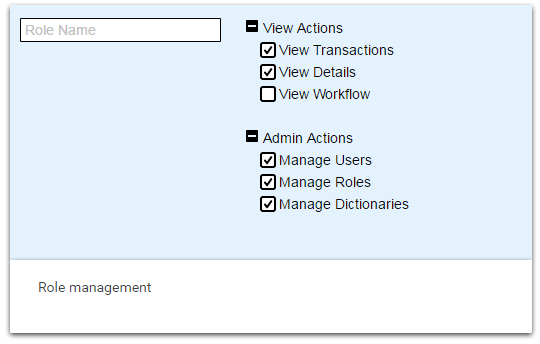 Role Name
View Actions
View Transactions
View Details
View Workflow
Admin Actions
Manage Users
Manage Roles
Manage Dictionaries
Role management